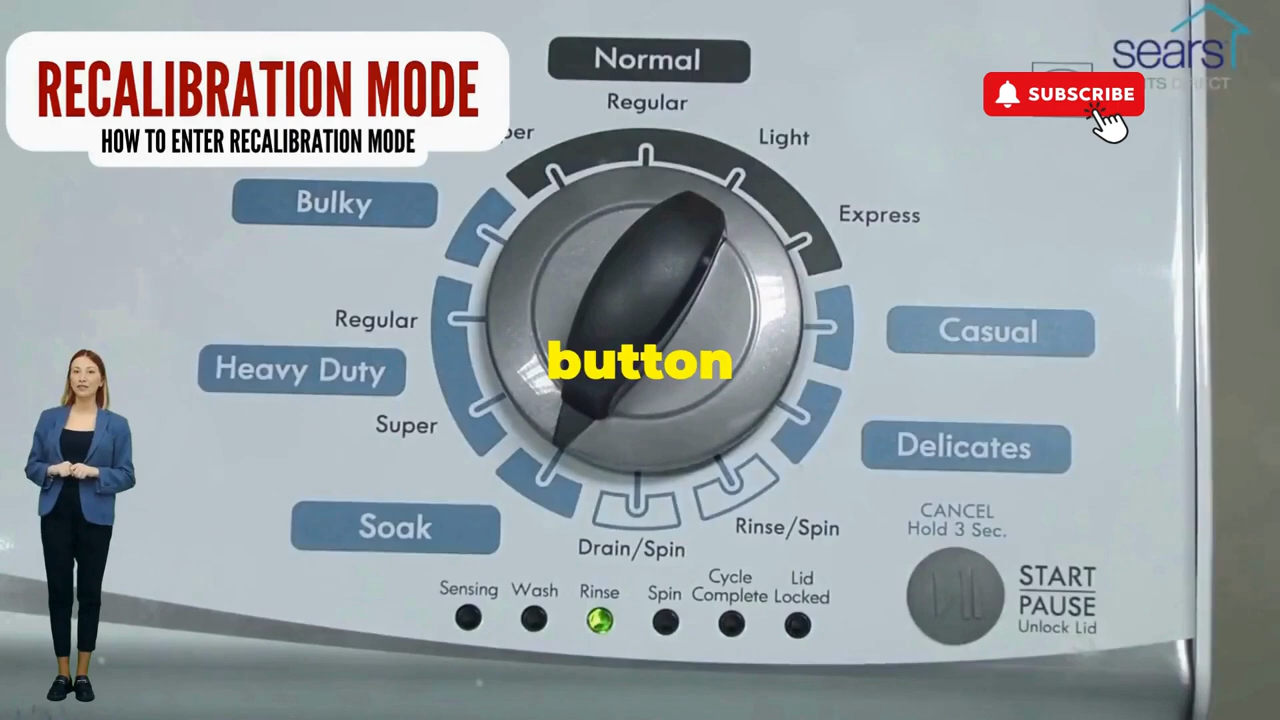 sears
RECALIBRATION MODE
HOW TO ENTER RECALIBRATION MODE
SUBSCRIBE
DIRECT
Normal
Regular
Light
Express
Bulky
Regular
Heavy Duty
Super
Casual
Delicates
button
Soak
Drain/Spin
Rinse/Spin
CANCEL
Hold 3 Sec.
Sensing
Wash
Rinse
Spin
Cycle
Complete
Lid
Locked
START
PAUSE
Unlock Lid